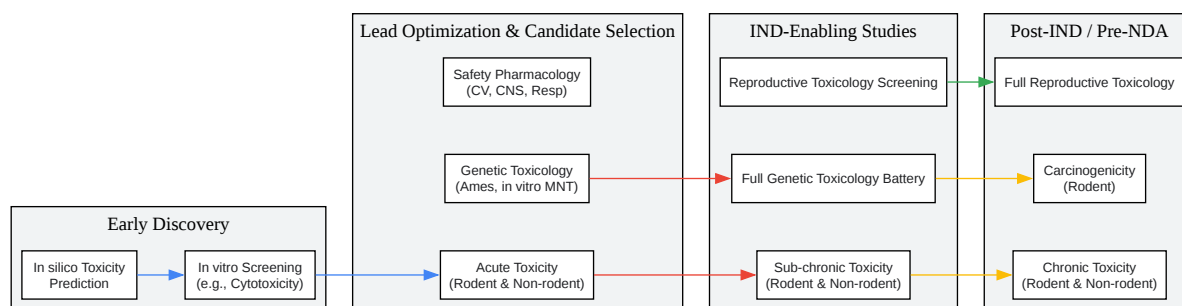 Early Discovery
In silico Toxicity
Prediction
In vitro Screening
(e.g., Cytotoxicity)
Lead Optimization & Candidate Selection
Safety Pharmacology
(CV, CNS, Resp)
Genetic Toxicology
(Ames, in vitro MNT)
Acute Toxicity
(Rodent & Non-rodent)
IND-Enabling Studies
Reproductive Toxicology Screening
Full Genetic Toxicology Battery
Sub-chronic Toxicity
(Rodent & Non-rodent)
Post-IND / Pre-NDA
Full Reproductive Toxicology
Carcinogenicity
(Rodent)
Chronic Toxicity
(Rodent & Non-rodent)